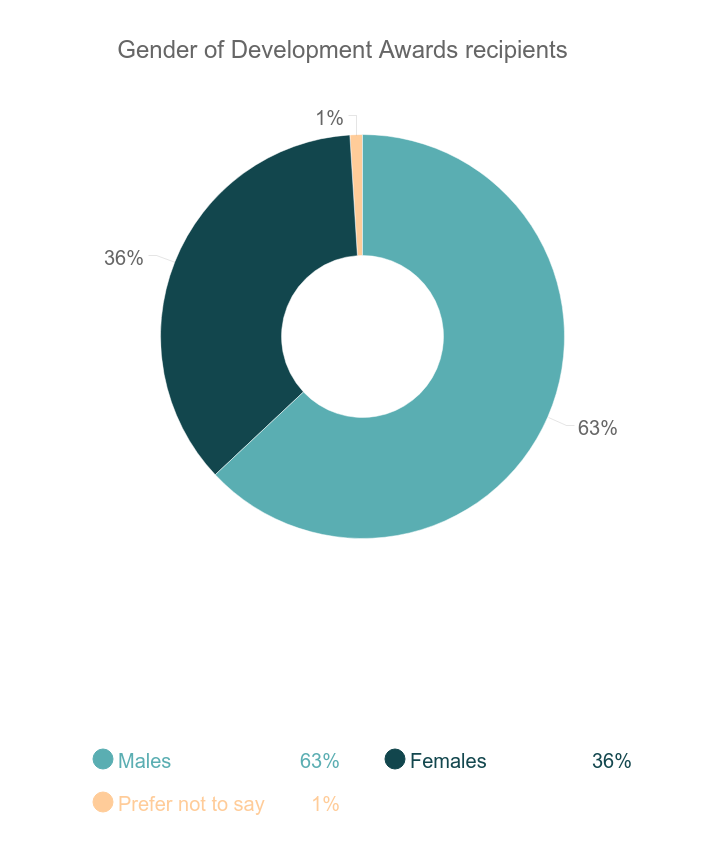 Gender of Development Awards recipients
1%
36%
63%
Males 63% Females 36%
Prefer not to say 1%